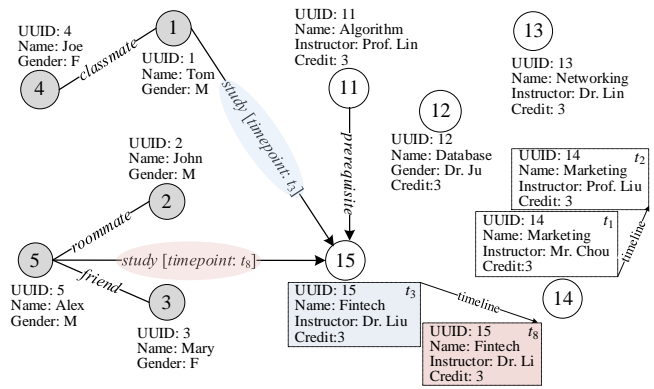 UUID: 4
Name: Joe
Gender: F
4
classmate
1
UUID: 1
Name: Tom
Gender: M
study [timepoint: t3]
UUID: 11
Name: Algorithm
Instructor: Prof. Lin
Credit: 3
11
prerequisite
13
UUID: 13
Name: Networking
Instructor: Dr. Lin
Credit: 3
12
UUID: 12
Name: Database
Gender: Dr. Ju
Credit:3
UUID: 14 t2
Name: Marketing
Instructor: Prof. Liu
Credit: 3
UUID: 14 t1
Name: Marketing
Instructor: Mr. Chou
Credit:3
timeline
14
UUID: 2
Name: John
Gender: M
2
roommate
5
UUID: 5
Name: Alex
Gender: M
study [timepoint: t8]
friend
3
UUID: 3
Name: Mary
Gender: F
15
UUID: 15 t3
Name: Fintech
Instructor: Dr. Liu
Credit:3
timeline
UUID: 15 t8
Name: Fintech
Instructor: Dr. Li
Credit: 3